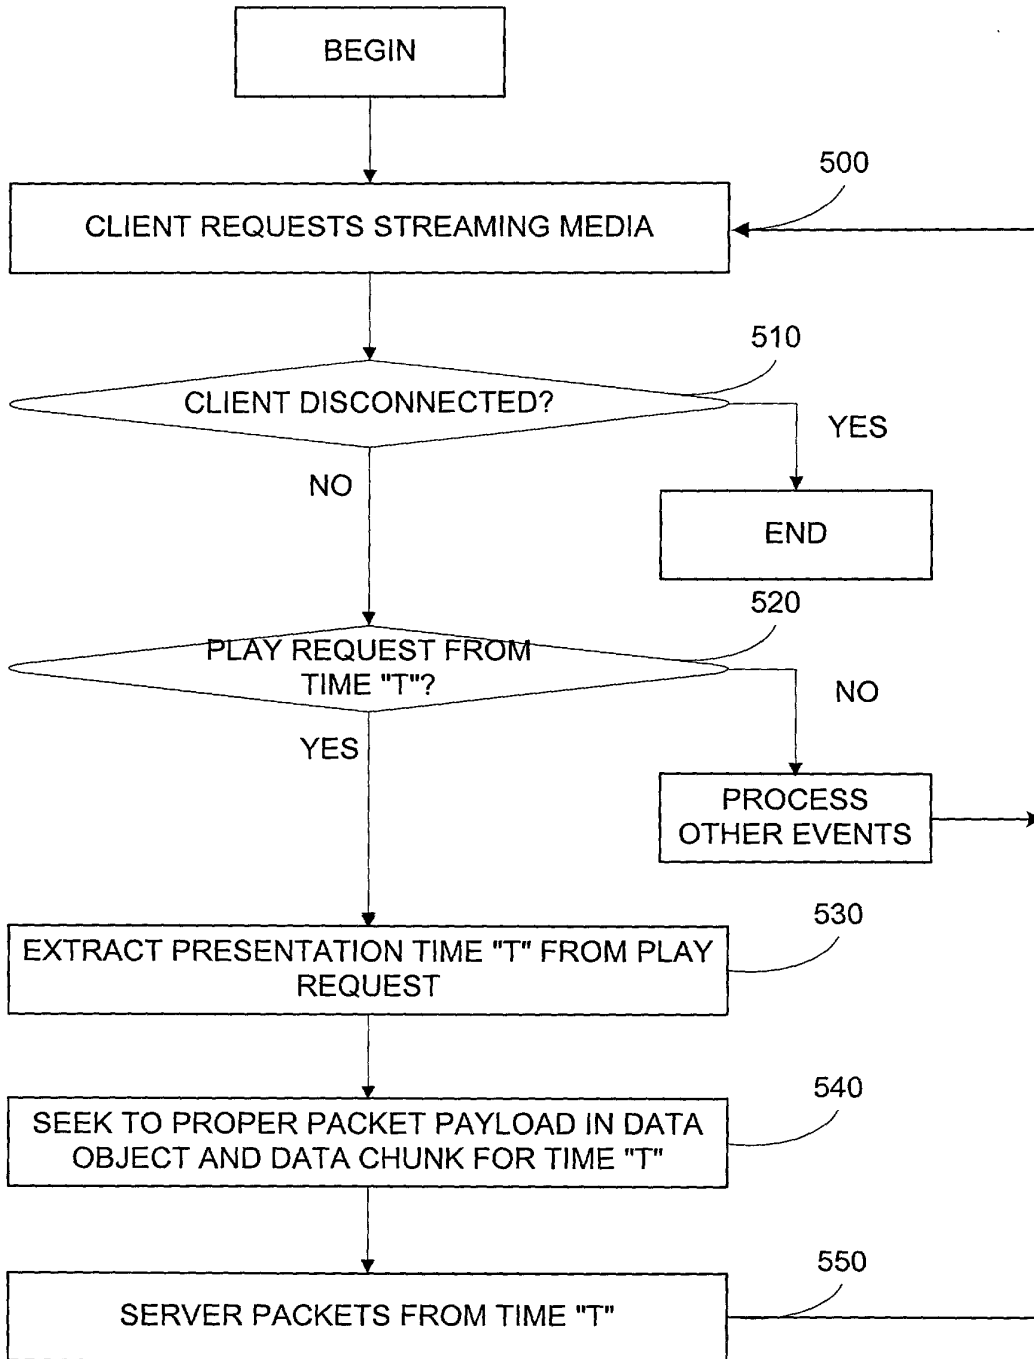 BEGIN
500
CLIENT REQUESTS STREAMING MEDIA
510
CLIENT DISCONNECTED?
YES
NO
END
520
PLAY REQUEST FROM
TIME "T"?
NO
YES
PROCESS
OTHER EVENTS
530
EXTRACT PRESENTATION TIME "T" FROM PLAY
REQUEST
540
SEEK TO PROPER PACKET PAYLOAD IN DATA
OBJECT AND DATA CHUNK FOR TIME "T"
550
SERVER PACKETS FROM TIME "T"